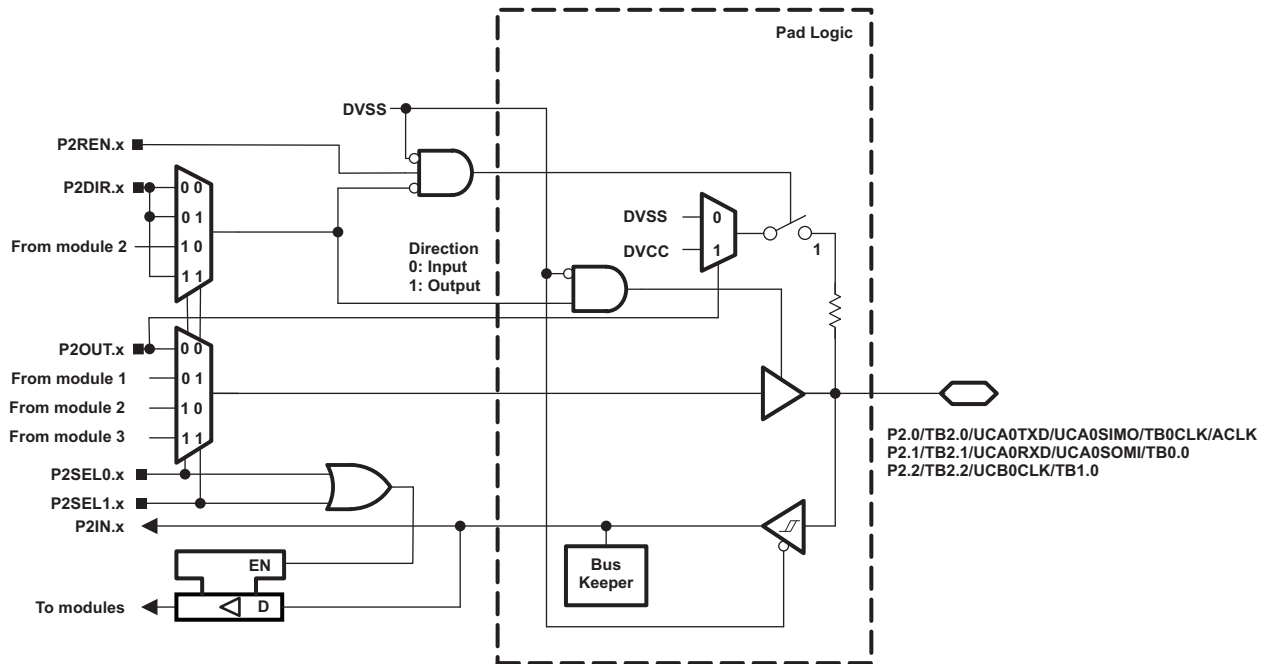 Pad Logic
DVSS
P2REN.x
P2DIR.x
0 0
0 1
From module 2
1 0
1 1
Direction
0: Input
1: Output
DVSS
0
DVCC
1
1
P2OUT.x
0 0
From module 1
0 1
From module 2
1 0
From module 3
1 1
P2.0/TB2.0/UCA0TXD/UCA0SIMO/TB0CLK/ACLK
P2.1/TB2.1/UCA0RXD/UCA0SOMI/TB0.0
P2.2/TB2.2/UCB0CLK/TB1.0
P2SEL0.x
P2SEL1.x
P2IN.x
EN
Bus
Keeper
To modules
D